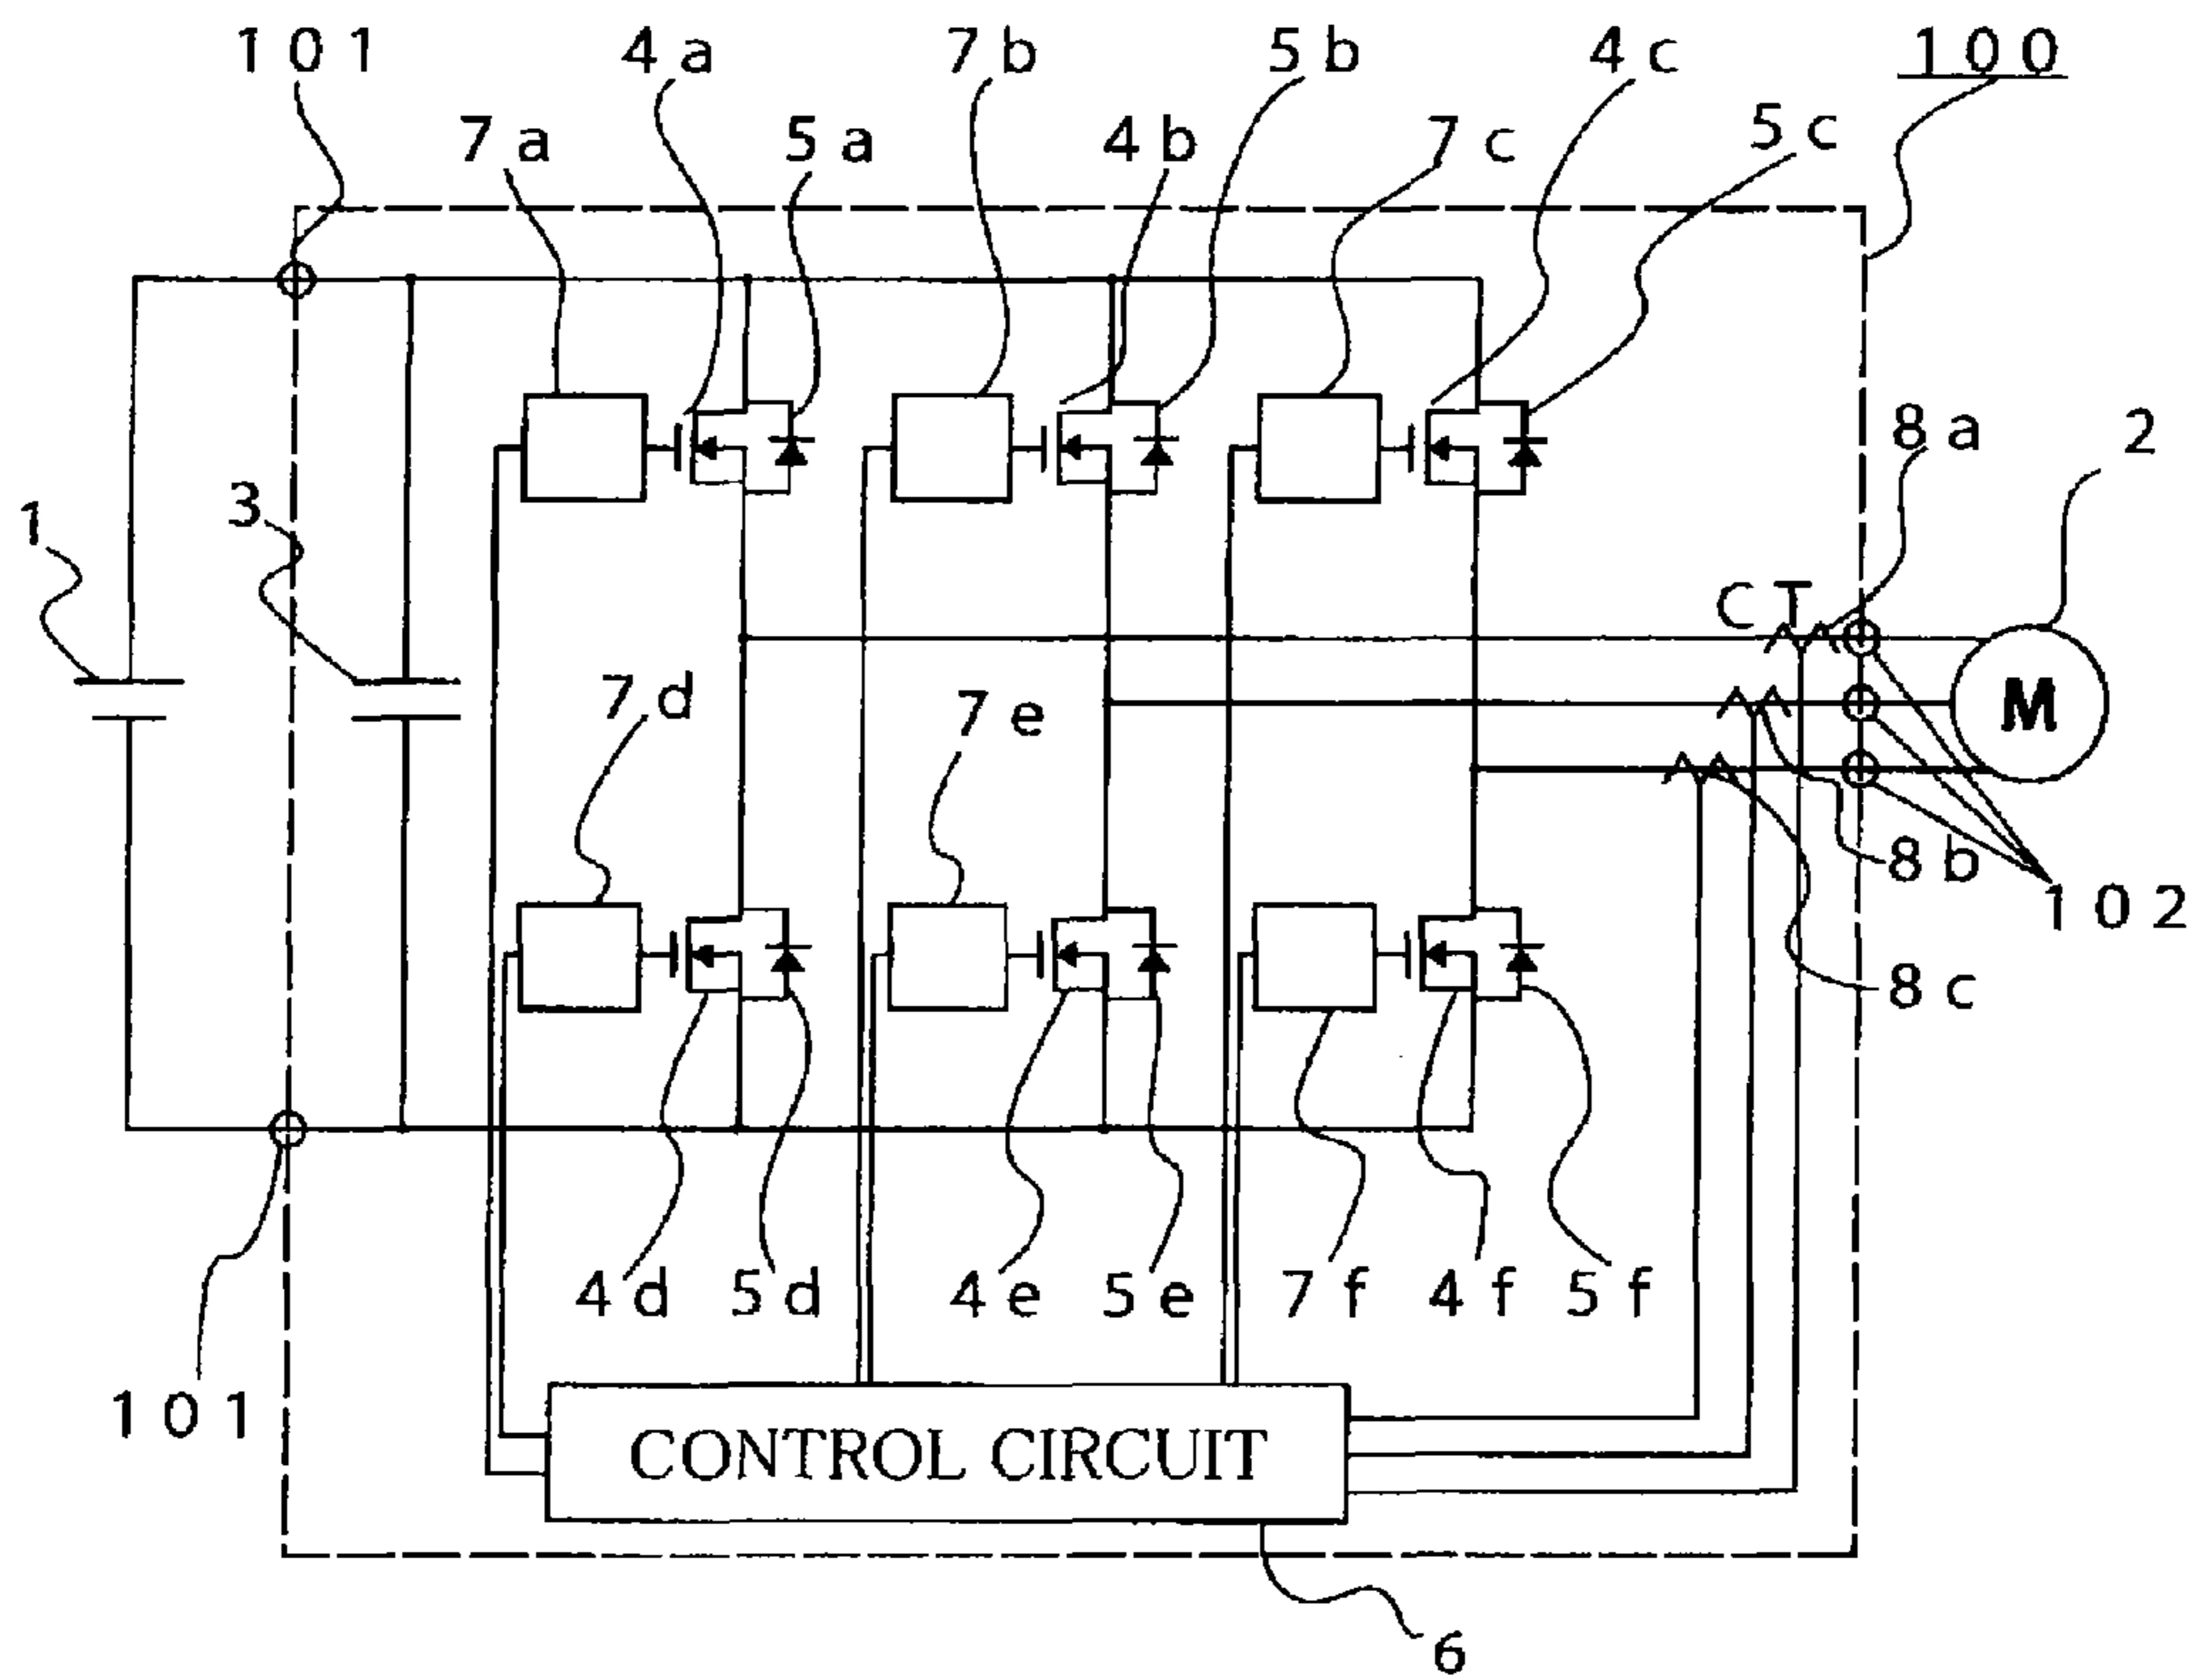 101 4a 7b 5b 4c 100
7a 5a 4b 7c 5c
8a 2
1 3
CT
7d 7e
M
8b
102
8c
4d 5d 4e 5e 7f 4f 5f
101
CONTROL CIRCUIT
6